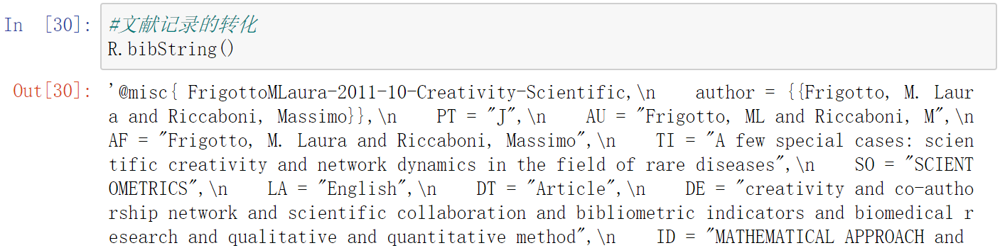 In [30]: #文献记录的转化
R.bibString()
Out[30]: '@misc{ FrigottoMLaura-2011-10-Creativity-Scientific,\n    author = {{Frigotto, M. Laur
a and Riccaboni, Massimo}},\n    PT = "J",\n    AU = "Frigotto, ML and Riccaboni, M",\n
AF = "Frigotto, M. Laura and Riccaboni, Massimo",\n    TI = "A few special cases: scien
tific creativity and network dynamics in the field of rare diseases",\n    SO = "SCIENT
OMETRICS",\n    LA = "English",\n    DT = "Article",\n    DE = "creativity and co-autho
rship network and scientific collaboration and bibliometric indicators and biomedical r
esearch and qualitative and quantitative method",\n    ID = "MATHEMATICAL APPROACH and